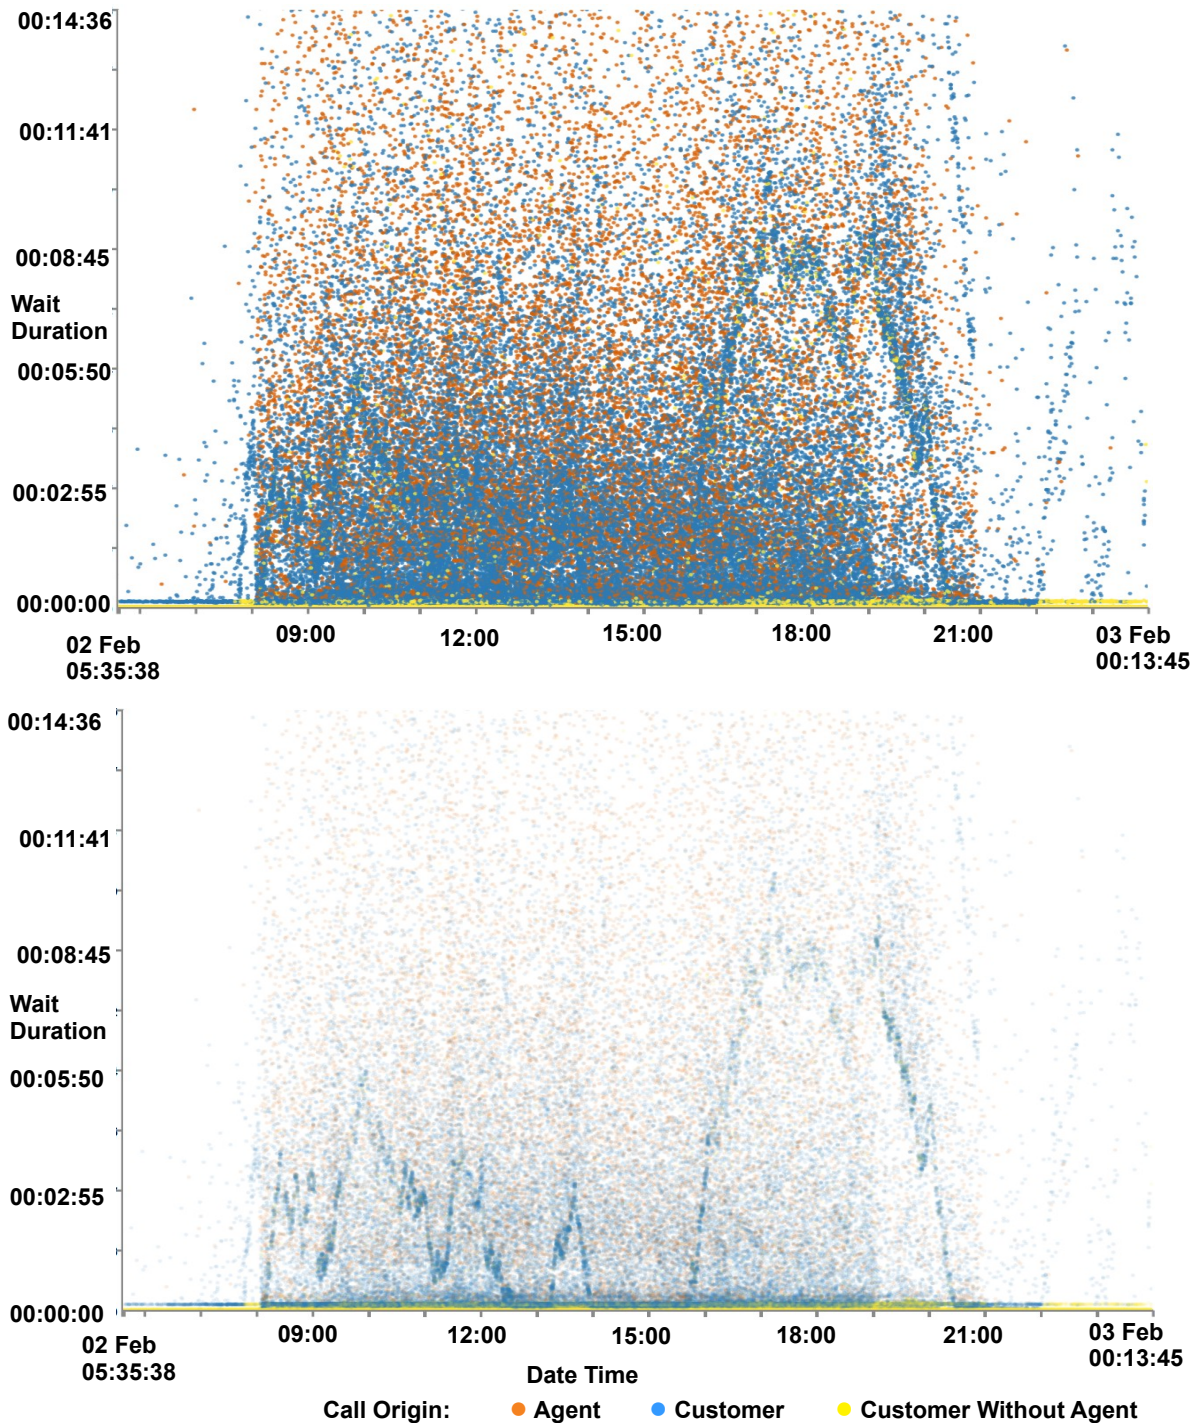 00:14:36
00:11:41
00:08:45
Wait
Duration
00:05:50
00:02:55
00:00:00
09:00 12:00 15:00 18:00 21:00
02 Feb
05:35:38
03 Feb
00:13:45
00:14:36
00:11:41
00:08:45
Wait
Duration
00:05:50
00:02:55
00:00:00
09:00 12:00 15:00 18:00 21:00
02 Feb
05:35:38
03 Feb
00:13:45
Date Time
Call Origin: Agent Customer Customer Without Agent